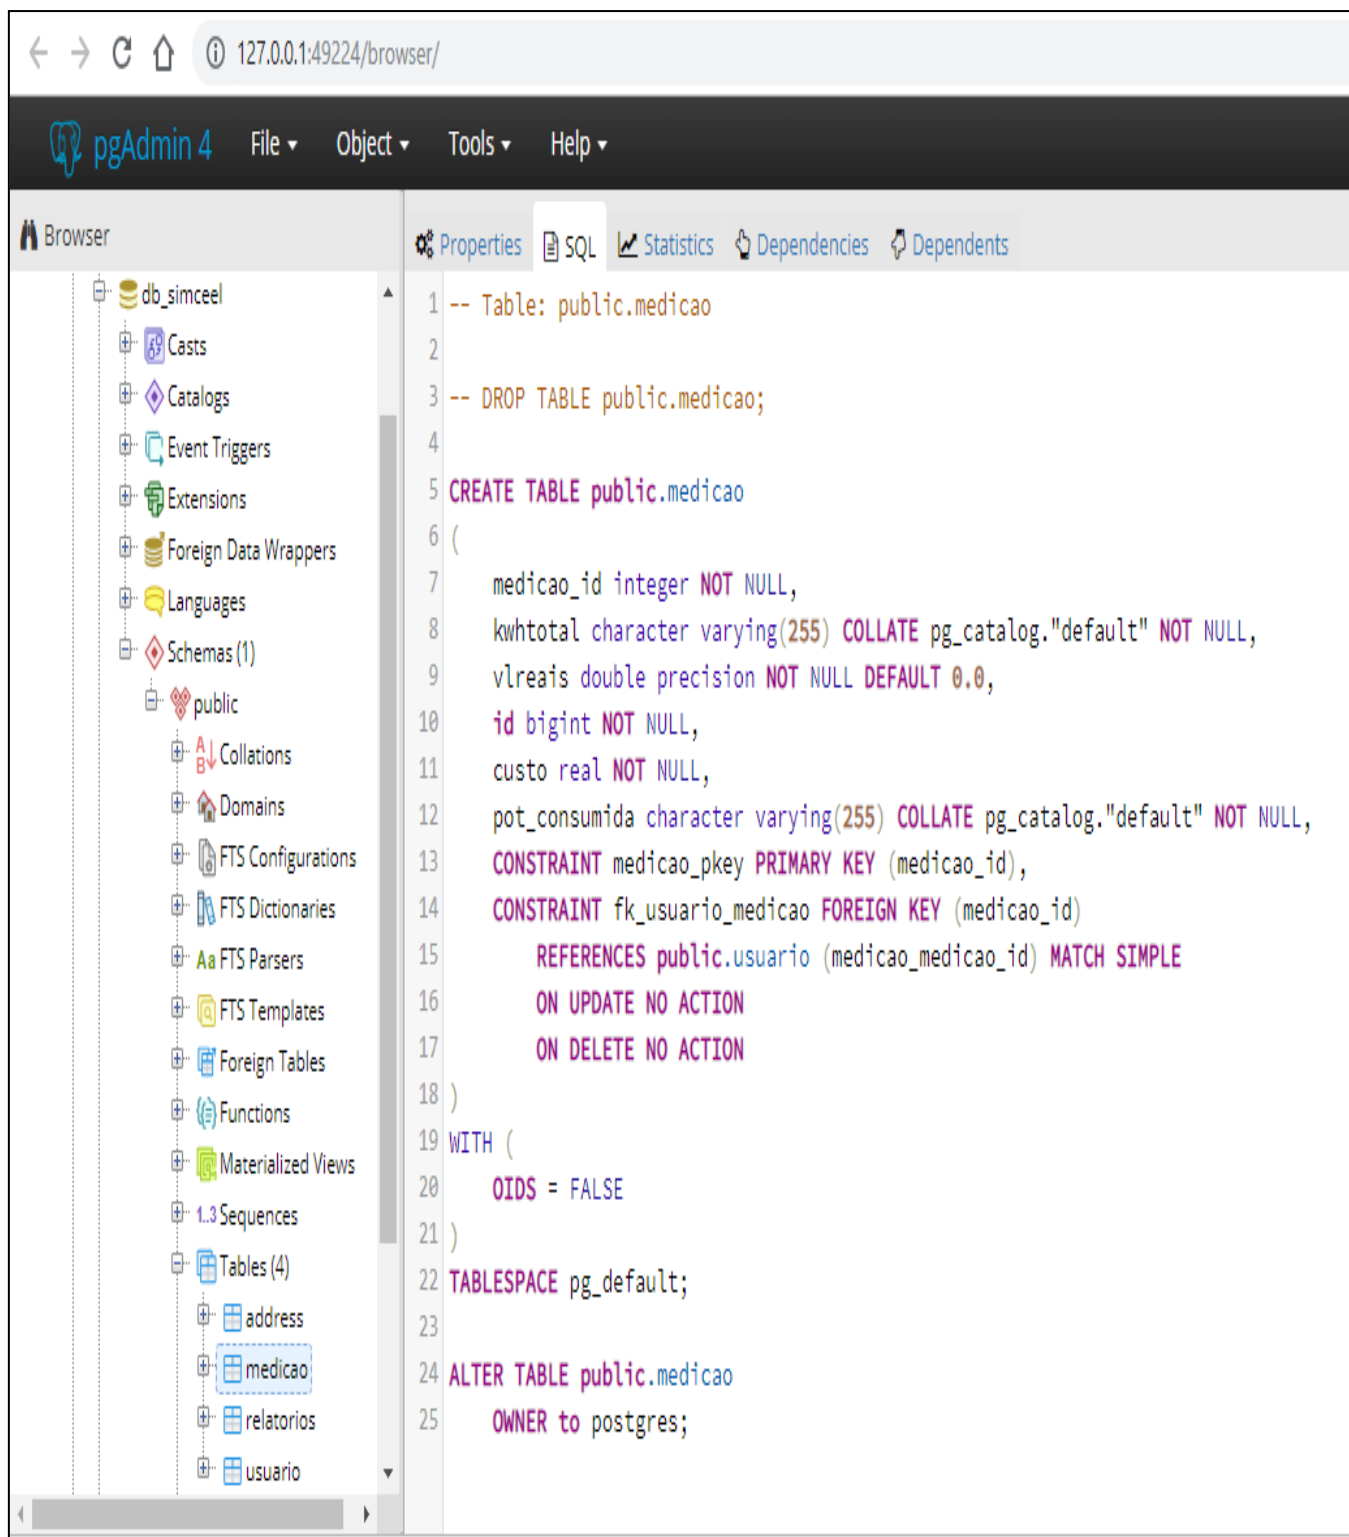 127.0.0.1:49224/browser/
pgAdmin 4 File Object Tools Help
Browser
Properties SQL Statistics Dependencies Dependents
db_simceel
Casts
Catalogs
Event Triggers
Extensions
Foreign Data Wrappers
Languages
Schemas (1)
public
Collations
Domains
FTS Configurations
FTS Dictionaries
Aa FTS Parsers
FTS Templates
Foreign Tables
Functions
Materialized Views
1..3 Sequences
Tables (4)
address
medicao
relatorios
usuario
1 -- Table: public.medicao
2
3 -- DROP TABLE public.medicao;
4
5 CREATE TABLE public.medicao
6 (
7 medicao_id integer NOT NULL,
8 kwhtotal character varying(255) COLLATE pg_catalog."default" NOT NULL,
9 vlreais double precision NOT NULL DEFAULT 0.0,
10 id bigint NOT NULL,
11 custo real NOT NULL,
12 pot_consumida character varying(255) COLLATE pg_catalog."default" NOT NULL,
13 CONSTRAINT medicao_pkey PRIMARY KEY (medicao_id),
14 CONSTRAINT fk_usuario_medicao FOREIGN KEY (medicao_id)
15 REFERENCES public.usuario (medicao_medicao_id) MATCH SIMPLE
16 ON UPDATE NO ACTION
17 ON DELETE NO ACTION
18 )
19 WITH (
20 OIDS = FALSE
21 )
22 TABLESPACE pg_default;
23
24 ALTER TABLE public.medicao
25 OWNER to postgres;